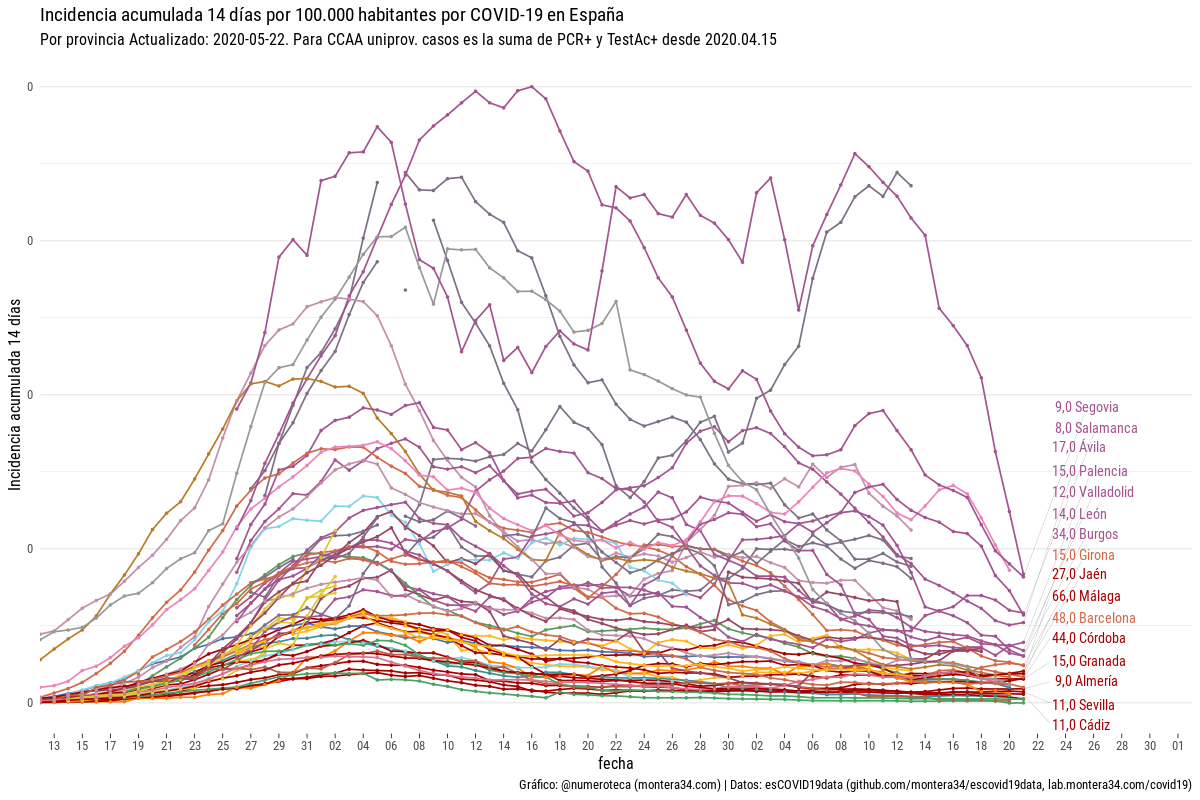 Incidencia acumulada 14 días por 100.000 habitantes por COVID-19 en España
Por provincia Actualizado: 2020-05-22. Para CCAA uniprov. casos es la suma de PCR+ y TestAc+ desde 2020.04.15
Incidencia acumulada 14 días
0
0
0
0
0
9,0 Segovia
8,0 Salamanca
17,0 Ávila
15,0 Palencia
12,0 Valladolid
14,0 León
34,0 Burgos
15,0 Girona
27,0 Jaén
66,0 Málaga
48,0 Barcelona
44,0 Córdoba
15,0 Granada
9,0 Almería
11,0 Sevilla
11,0 Cádiz
13 15 17 19 21 23 25 27 29 31 02 04 06 08 10 12 14 16 18 20 22 24 26 28 30 02 04 06 08 10 12 14 16 18 20 22 24 26 28 30 01
fecha
Gráfico: @numeroteca (montera34.com) | Datos: esCOVID19data (github.com/montera34/escovid19data, lab.montera34.com/covid19)